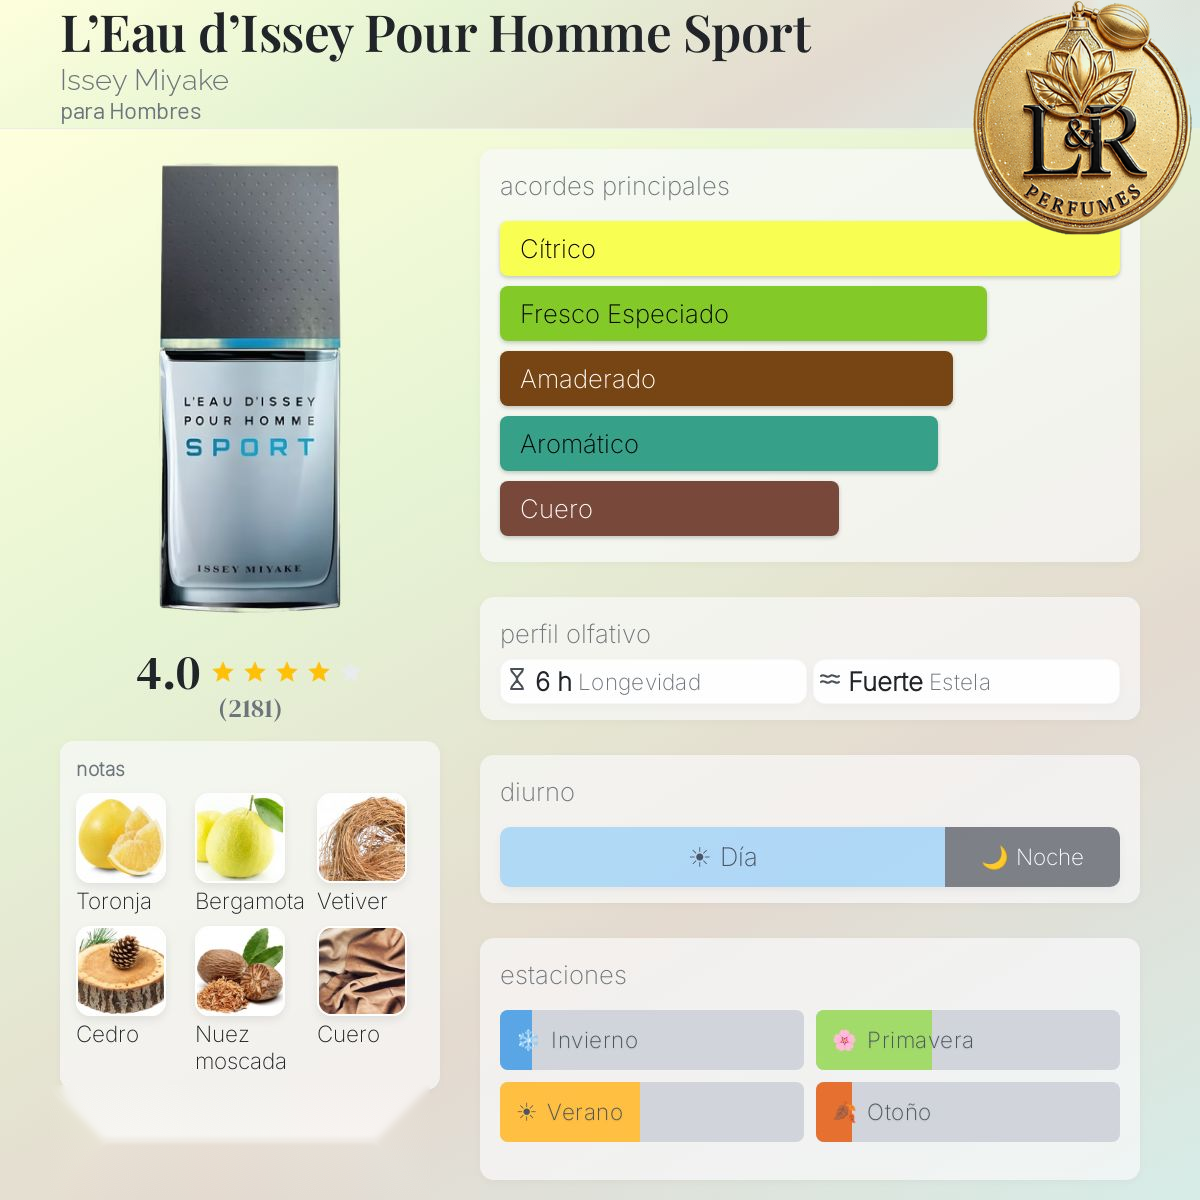 L'Eau d'Issey Pour Homme Sport
Issey Miyake
para Hombres
L&R
PERFUMES
L'EAU D'ISSEY
POUR HOMME
SPORT
ISSEY MIYAKE
4.0
(2181)
notas
Toronja
Bergamota
Vetiver
Cedro
Nuez
moscada
Cuero
acordes principales
Cítrico
Fresco Especiado
Amaderado
Aromático
Cuero
perfil olfativo
6 h Longevidad
Fuerte Estela
diurno
Día
Noche
estaciones
Invierno
Primavera
Verano
Otoño